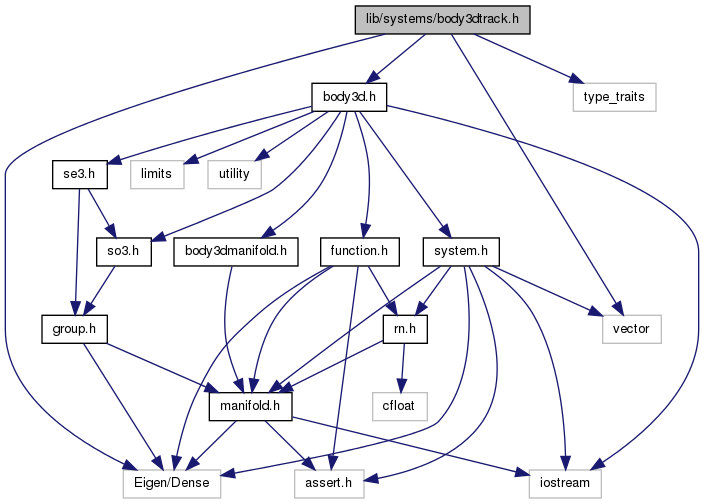 lib/systems/body3dtrack.h
body3d.h
type_traits
se3.h
limits
utility
so3.h
body3dmanifold.h
function.h
system.h
group.h
rn.h
vector
manifold.h
cfloat
Eigen/Dense
assert.h
iostream